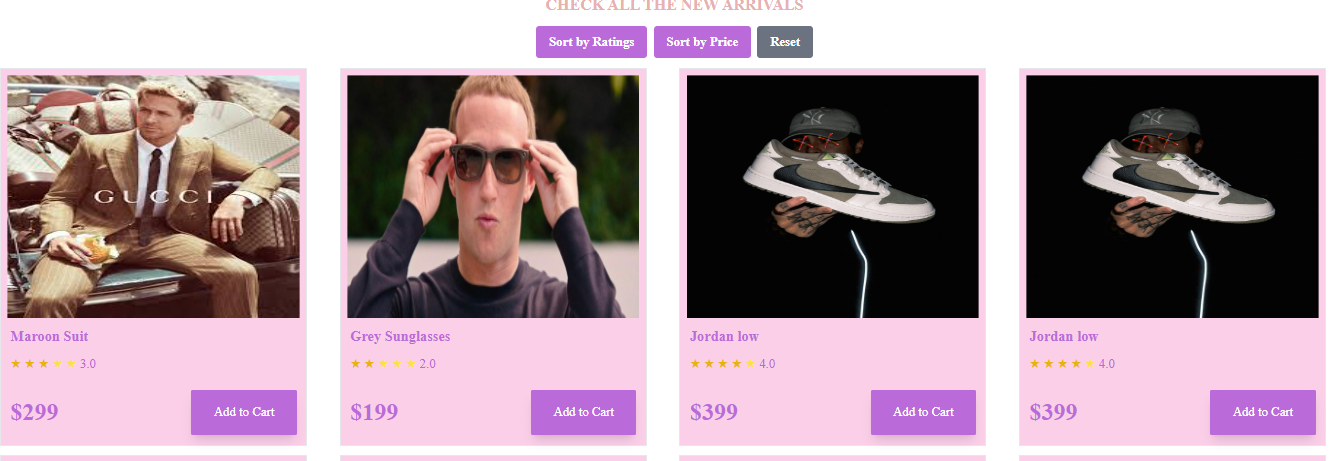 CHECK ALL THE NEW ARRIVALS
Sort by Ratings
Sort by Price
Reset
GUCCI
Maroon Suit
★ ★ ★ ★ ★ 3.0
$299
Add to Cart
Grey Sunglasses
★ ★ ★ ★ ★ 2.0
$199
Add to Cart
Jordan low
★ ★ ★ ★ ★ 4.0
$399
Add to Cart
Jordan low
★ ★ ★ ★ ★ 4.0
$399
Add to Cart